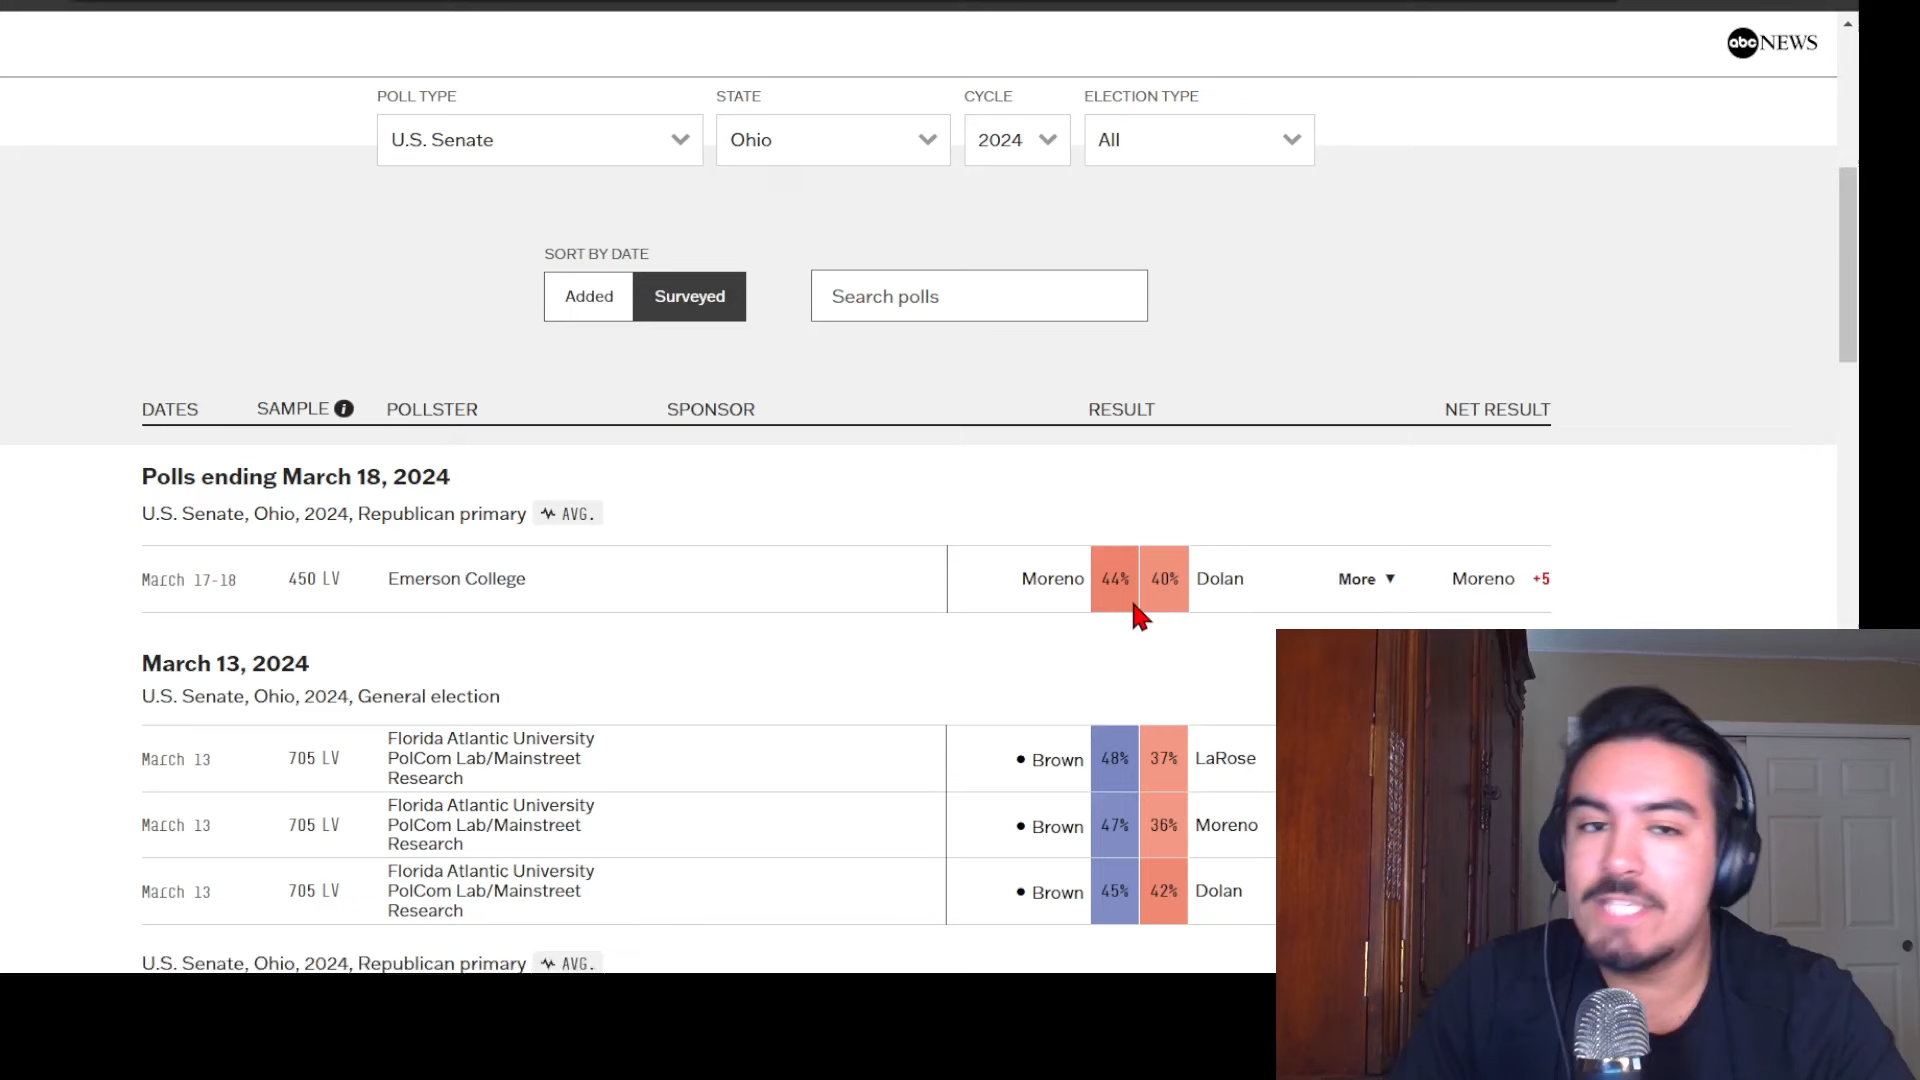 abc NEWS
POLL TYPE STATE CYCLE ELECTION TYPE
U.S. Senate Ohio 2024 All
SORT BY DATE
Added Surveyed Search polls
DATES SAMPLE i POLLSTER SPONSOR RESULT NET RESULT
Polls ending March 18, 2024
U.S. Senate, Ohio, 2024, Republican primary AVG.
March 17-18 450 LV Emerson College Moreno 44% 40% Dolan More ▼ Moreno +5
March 13, 2024
U.S. Senate, Ohio, 2024, General election
Florida Atlantic University
March 13 705 LV PolCom Lab/Mainstreet • Brown 48% 37% LaRose
Research
Florida Atlantic University
March 13 705 LV PolCom Lab/Mainstreet • Brown 47% 36% Moreno
Research
Florida Atlantic University
March 13 705 LV PolCom Lab/Mainstreet • Brown 45% 42% Dolan
Research
U.S. Senate, Ohio, 2024, Republican primary AVG.